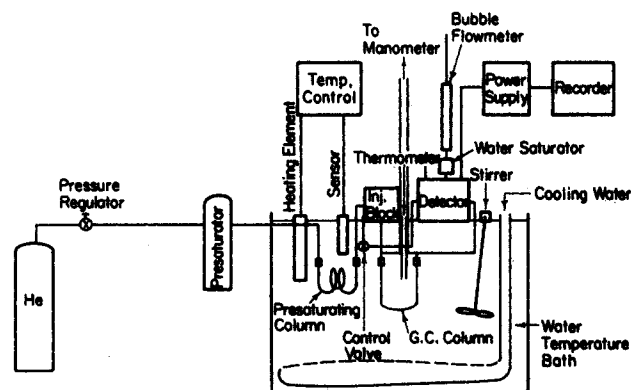 To
Manometer
Bubble
Flowmeter
Temp.
Control
Power
Supply
Recorder
Heating Element
Sensor
Thermometer
Water Saturator
Stirrer
Pressure
Regulator
Inj.
Block
Detector
Cooling Water
Presaturator
He
Presaturating
Column
Control
Valve
G.C. Column
Water
Temperature
Bath